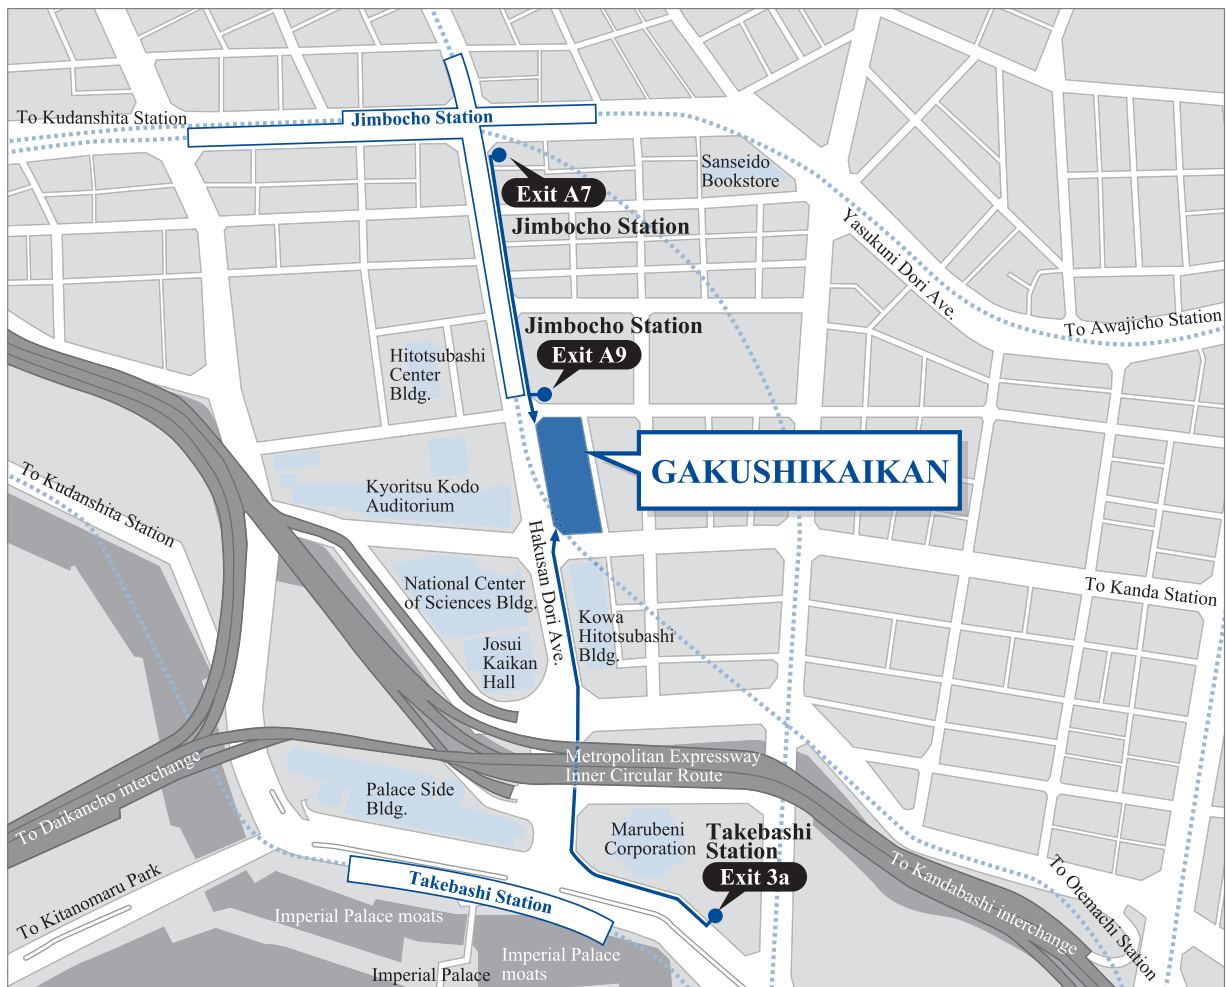 To Kudanshita Station
Jimbocho Station
Sanseido
Bookstore
Exit A7
Jimbocho Station
Yasukuni Dori Ave.
To Awajicho Station
Jimbocho Station
Exit A9
Hitotsubashi
Center
Bldg.
GAKUSHIKAIKAN
To Kudanshita Station
Kyoritsu Kodo
Auditorium
Hakusan Dori Ave.
National Center
of Sciences Bldg.
To Kanda Station
Kowa
Hitotsubashi
Bldg.
Josui
Kaikan
Hall
Metropolitan Expressway
Inner Circular Route
To Daikancho interchange
Palace Side
Bldg.
Marubeni
Corporation
Takebashi
Station
Exit 3a
To Kandabashi interchange
To Otemachi Station
To Kitanomaru Park
Takebashi Station
Imperial Palace moats
Imperial Palace
moats
Imperial Palace